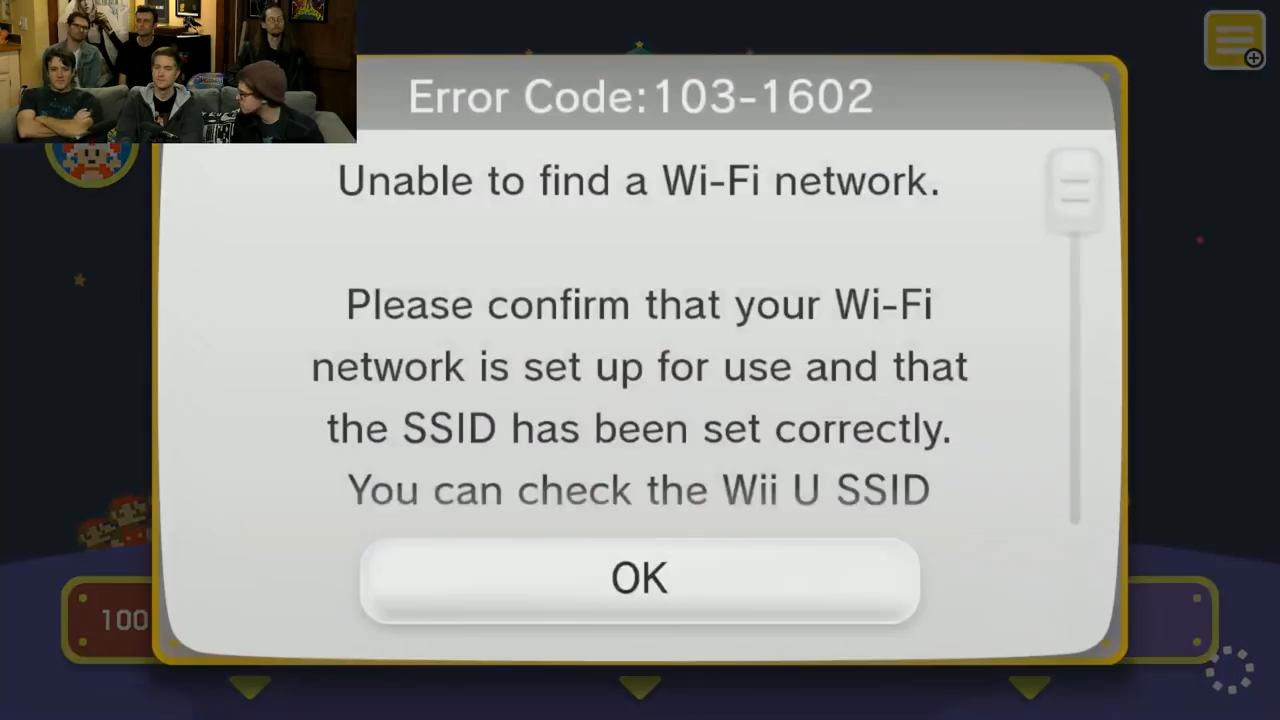 Error Code:103-1602
Unable to find a Wi-Fi network.
Please confirm that your Wi-Fi
network is set up for use and that
the SSID has been set correctly.
You can check the Wii U SSID
OK
100